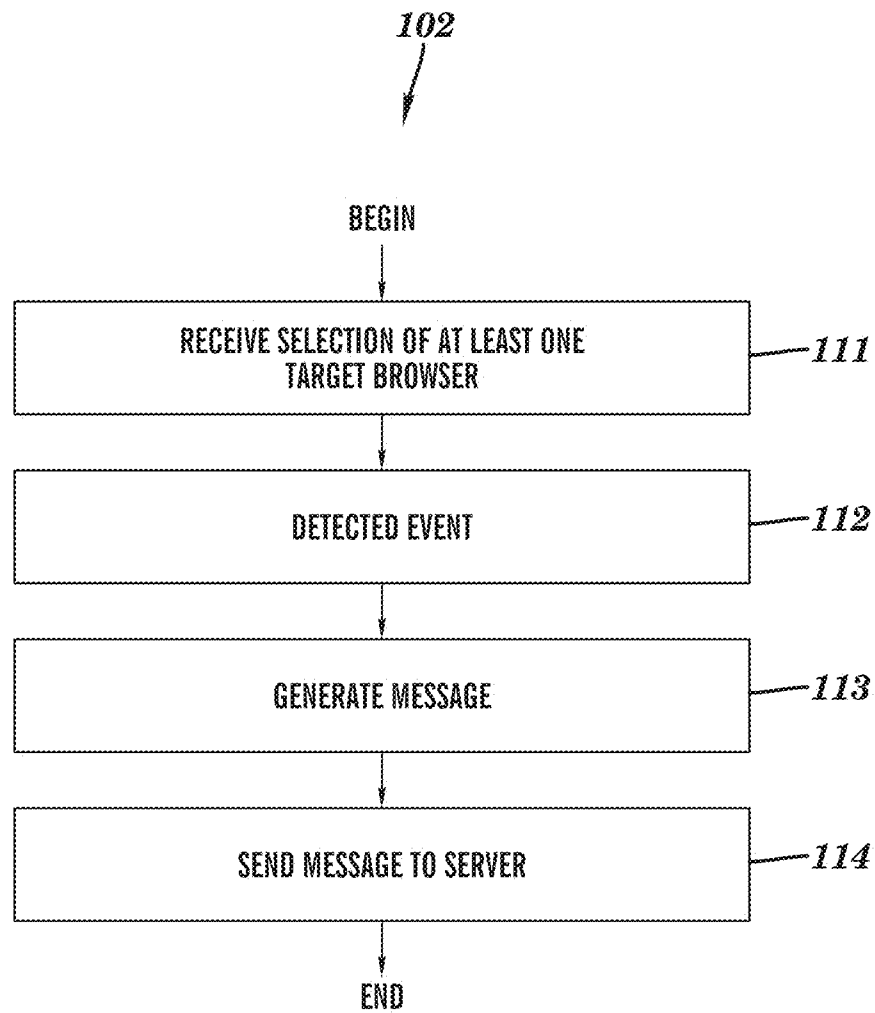 102
BEGIN
RECEIVE SELECTION OF AT LEAST ONE
TARGET BROWSER
111
DETECTED EVENT
112
GENERATE MESSAGE
113
SEND MESSAGE TO SERVER
114
END